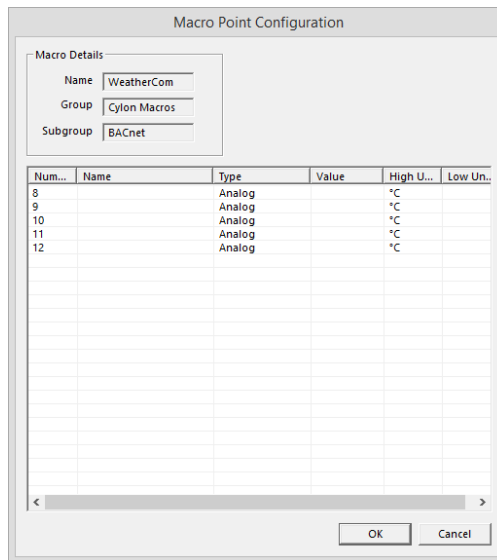 Macro Point Configuration
Macro Details
Name WeatherCom
Group Cylon Macros
Subgroup BACnet
Num... Name Type Value High U... Low Un..
8 Analog °C
9 Analog °C
10 Analog °C
11 Analog °C
12 Analog °C
OK Cancel